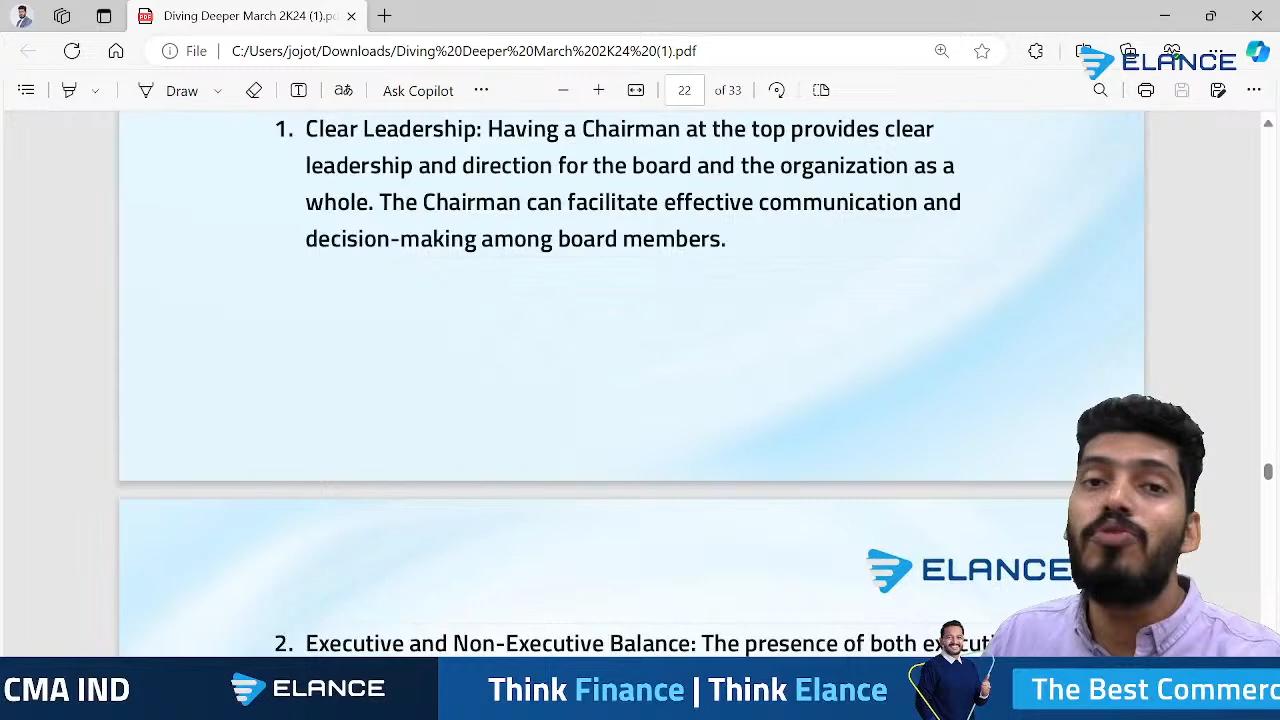 Diving Deeper March 2K24 (1).pd
File
C:/Users/jojot/Downloads/Diving%20Deeper%20March%202K24%20(1).pdf
ELANCE
Draw
Ask Copilot
22
of 33
1. Clear Leadership: Having a Chairman at the top provides clear
leadership and direction for the board and the organization as a
whole. The Chairman can facilitate effective communication and
decision-making among board members.
ELANCE
2. Executive and Non-Executive Balance: The presence of both
CMA IND
ELANCE
Think Finance | Think Elance
The Best